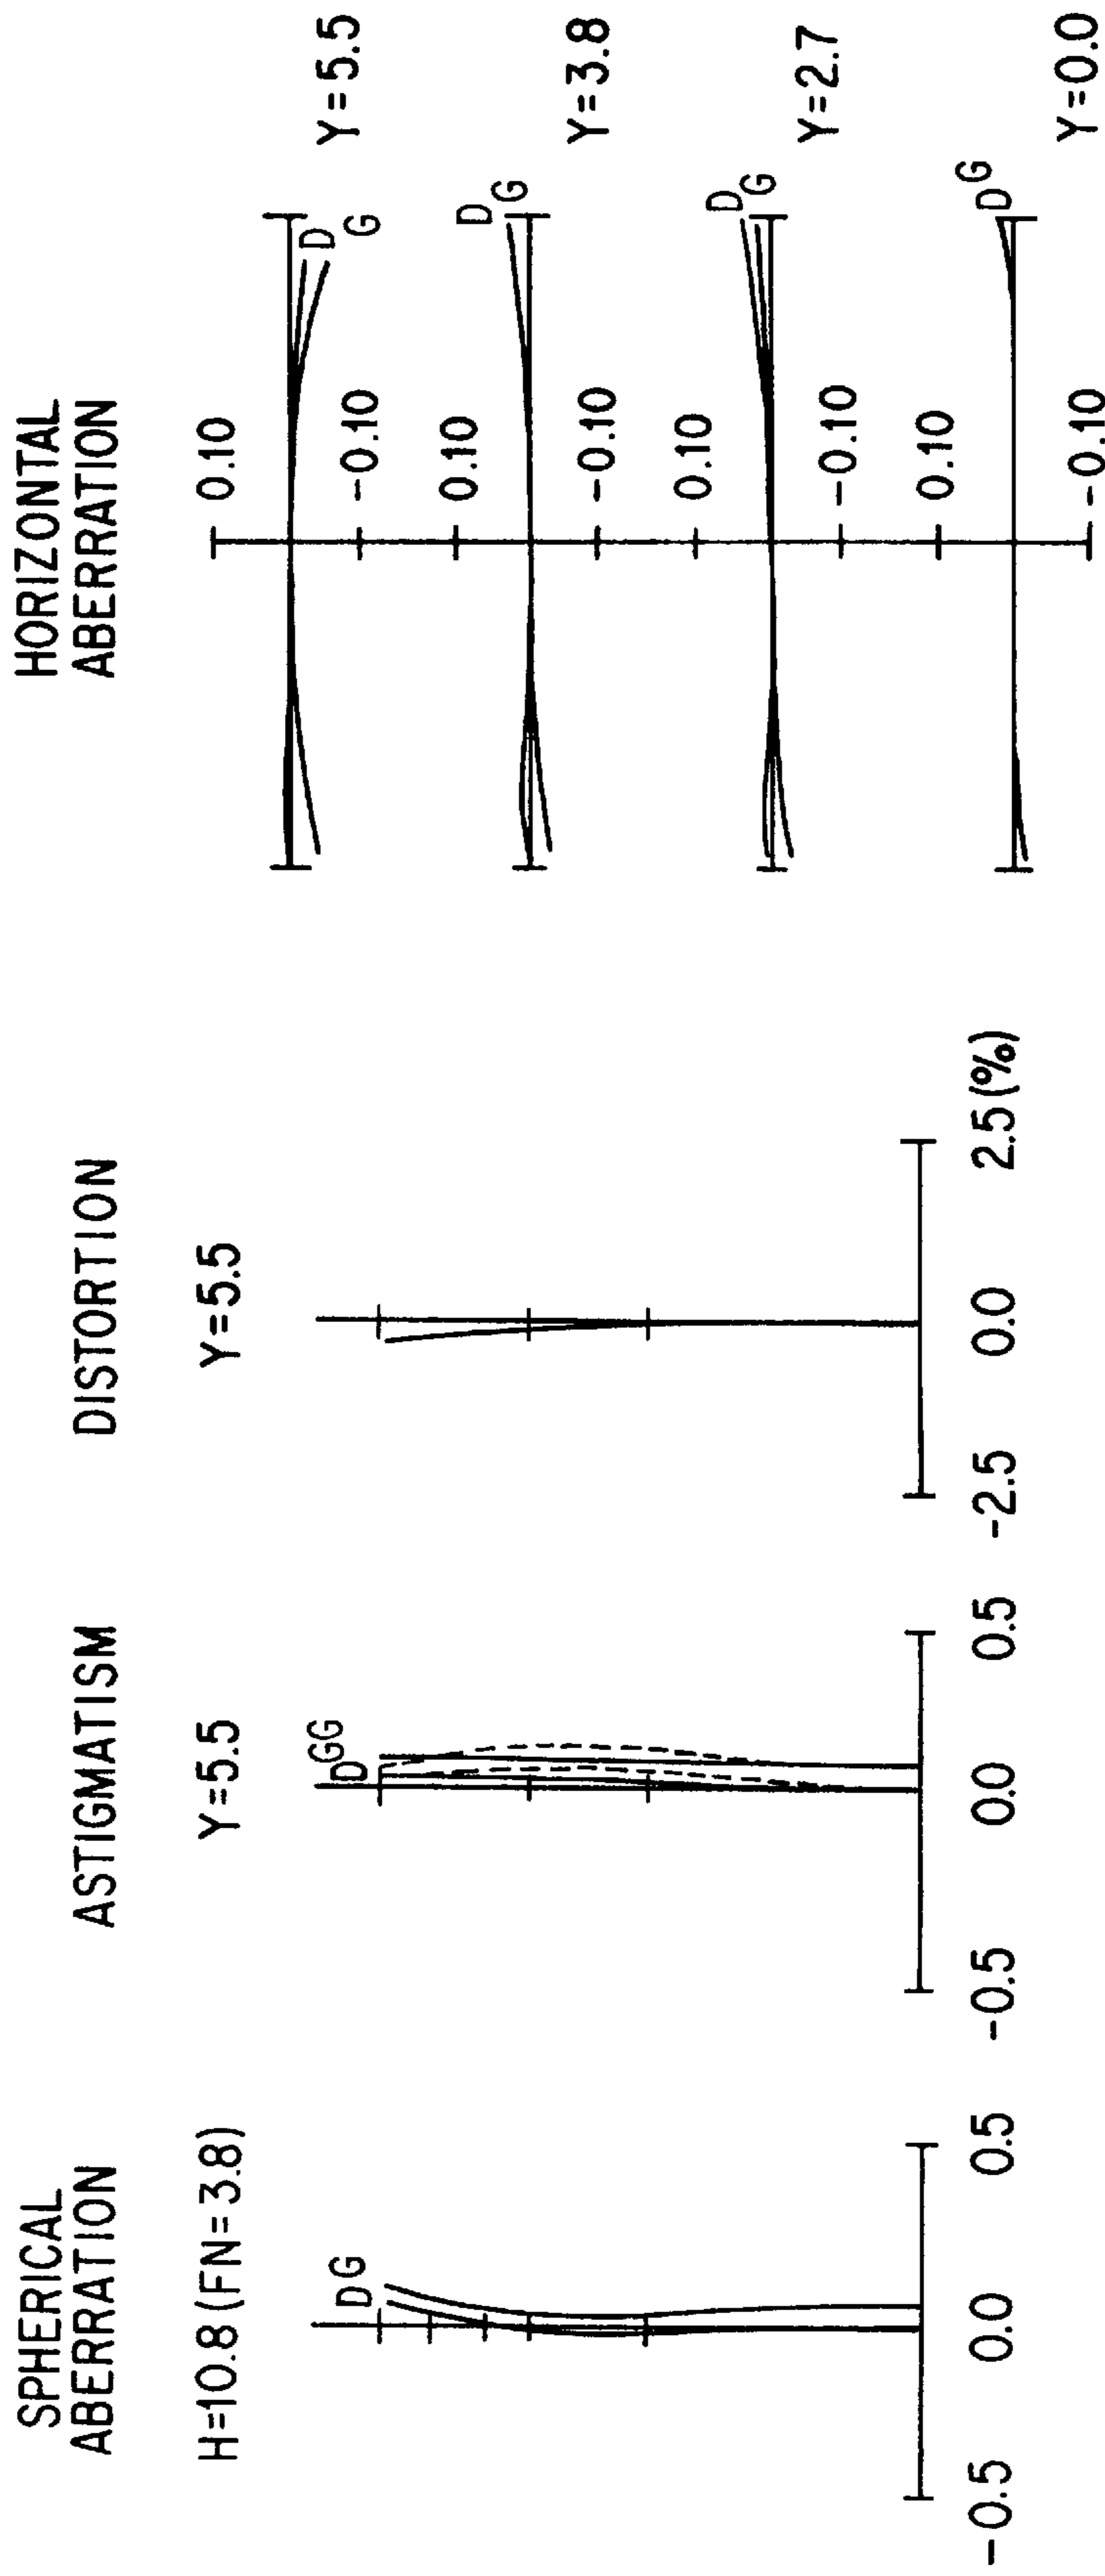 SPHERICAL
ABERRATION
H=10.8 (FN=3.8)
D G
-0.5
0.0
0.5
ASTIGMATISM
Y=5.5
D G G
-0.5
0.0
0.5
DISTORTION
Y=5.5
-2.5
0.0
2.5 (%)
HORIZONTAL
ABERRATION
0.10
D
G
Y=5.5
-0.10
0.10
D
G
Y=3.8
-0.10
0.10
D
G
Y=2.7
-0.10
0.10
D G
Y=0.0
-0.10